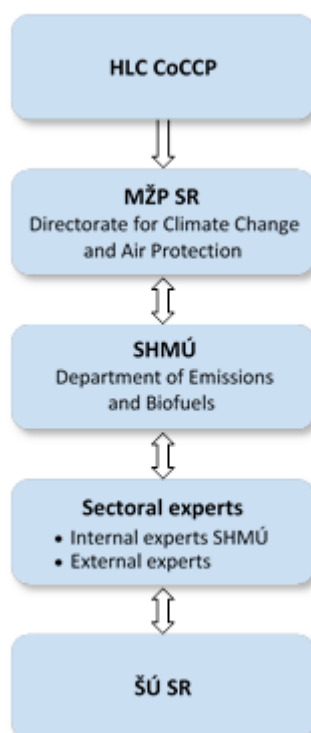 HLC CoCCP
MŽP SR
Directorate for Climate Change
and Air Protection
SHMÚ
Department of Emissions
and Biofuels
Sectoral experts
• Internal experts SHMÚ
• External experts
ŠÚ SR